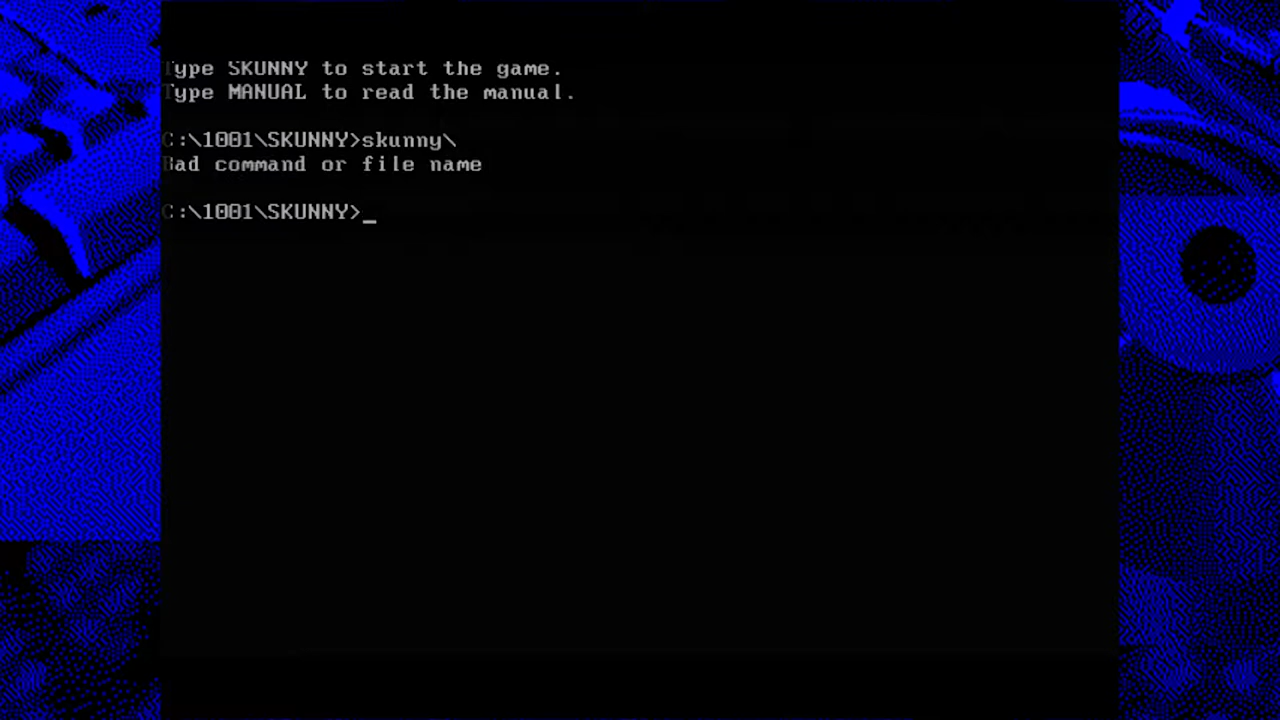 Type SKUNNY to start the game.
Type MANUAL to read the manual.
C:\1001\SKUNNY>skunny\
Bad command or file name
C:\1001\SKUNNY>_